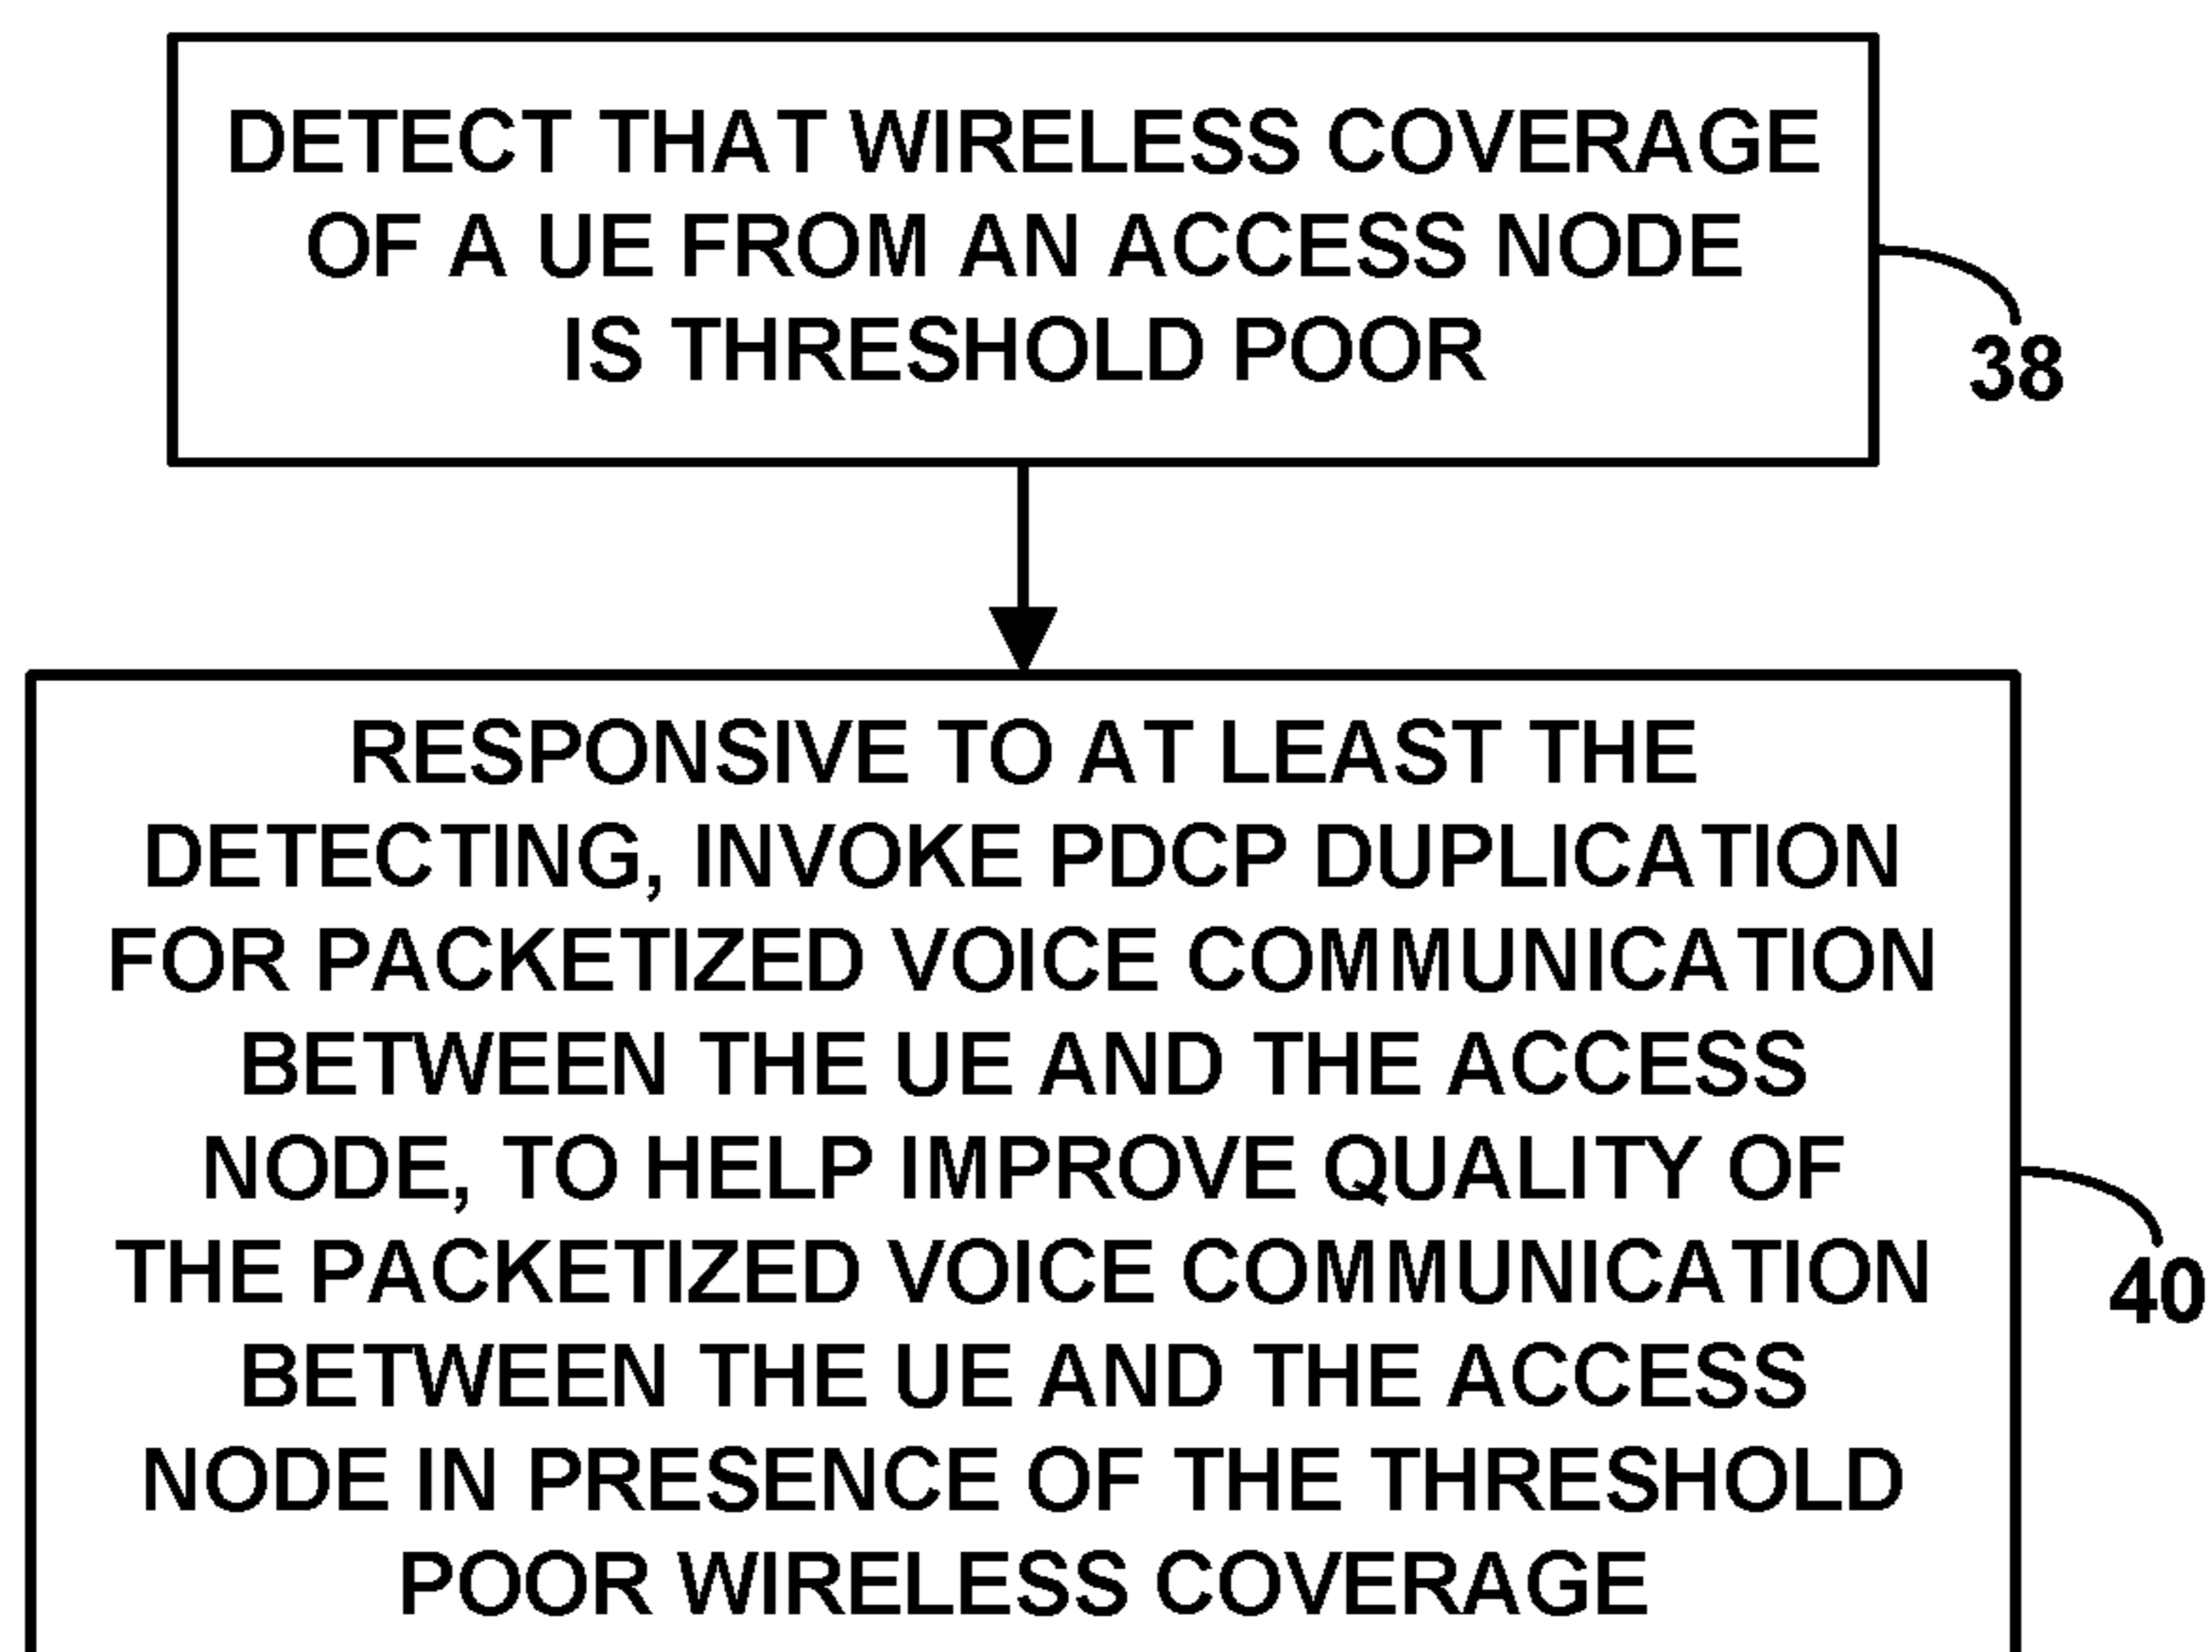 DETECT THAT WIRELESS COVERAGE
OF A UE FROM AN ACCESS NODE
IS THRESHOLD POOR
38
RESPONSIVE TO AT LEAST THE
DETECTING, INVOKE PDCP DUPLICATION
FOR PACKETIZED VOICE COMMUNICATION
BETWEEN THE UE AND THE ACCESS
NODE, TO HELP IMPROVE QUALITY OF
THE PACKETIZED VOICE COMMUNICATION
BETWEEN THE UE AND THE ACCESS
NODE IN PRESENCE OF THE THRESHOLD
POOR WIRELESS COVERAGE
40